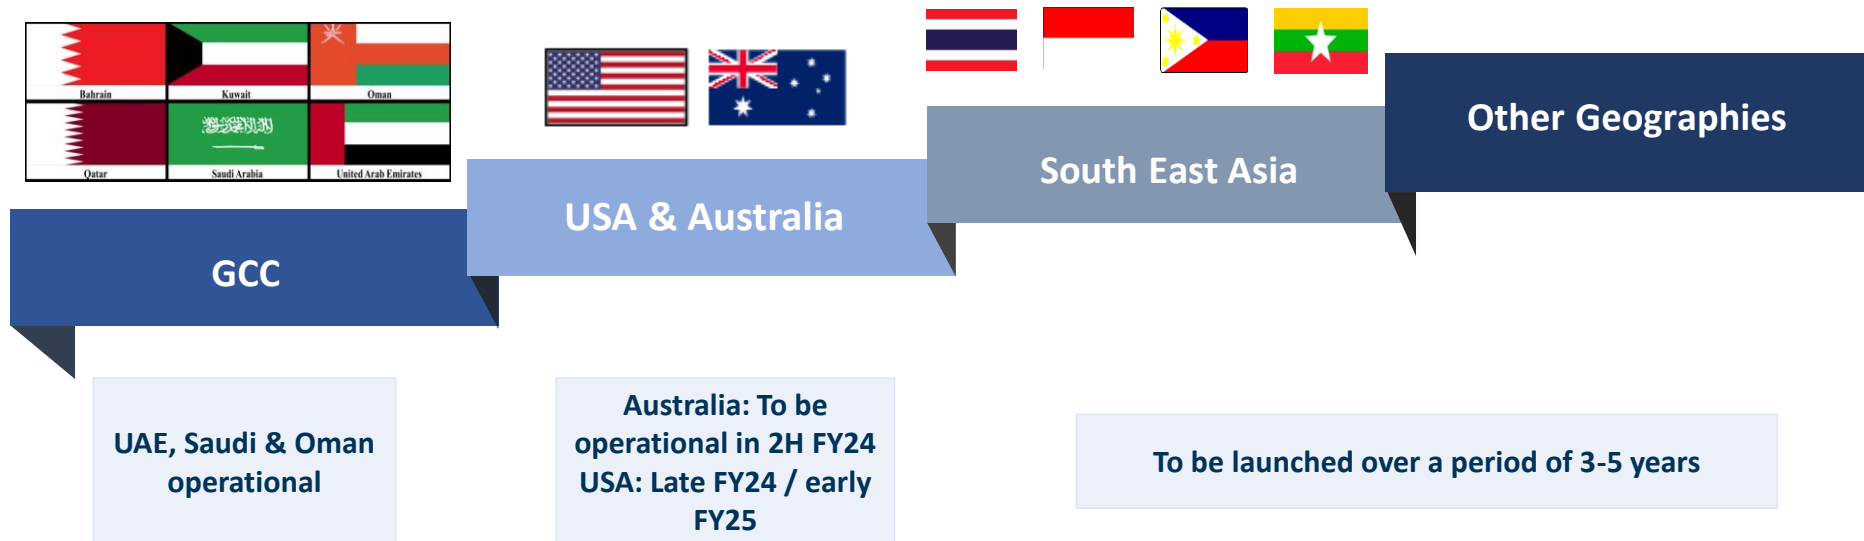 Bahrain
Kuwait
Oman
Qatar
Saudi Arabia
United Arab Emirates
GCC
USA & Australia
South East Asia
Other Geographies
UAE, Saudi & Oman
operational
Australia: To be
operational in 2H FY24
USA: Late FY24 / early
FY25
To be launched over a period of 3-5 years